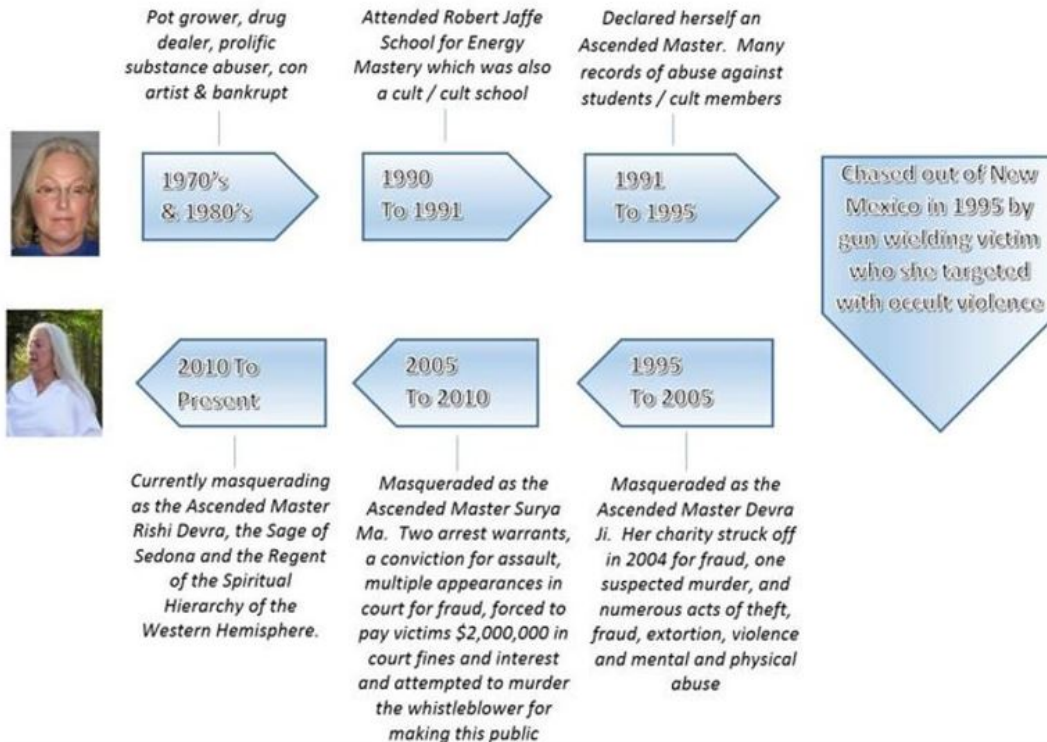 Pot grower, drug
dealer, prolific
substance abuser, con
artist & bankrupt
Attended Robert Jaffe
School for Energy
Mastery which was also
a cult / cult school
Declared herself an
Ascended Master.  Many
records of abuse against
students / cult members
1970's
& 1980's
1990
To 1991
1991
To 1995
Chased out of New
Mexico in 1995 by
gun wielding victim
who she targeted
with occult violence
2010 To
Present
2005
To 2010
1995
To 2005
Currently masquerading
as the Ascended Master
Rishi Devra, the Sage of
Sedona and the Regent
of the Spiritual
Hierarchy of the
Western Hemisphere.
Masqueraded as the
Ascended Master Surya
Ma.  Two arrest warrants,
a conviction for assault,
multiple appearances in
court for fraud, forced to
pay victims $2,000,000 in
court fines and interest
and attempted to murder
the whistleblower for
making this public
Masqueraded as the
Ascended Master Devra
Ji.  Her charity struck off
in 2004 for fraud, one
suspected murder, and
numerous acts of theft,
fraud, extortion, violence
and mental and physical
abuse